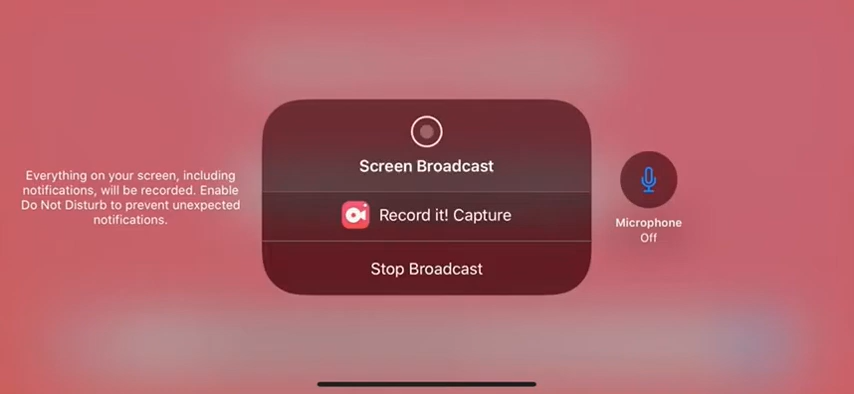 Everything on your screen, including
notifications, will be recorded. Enable
Do Not Disturb to prevent unexpected
notifications.
Screen Broadcast
Record it! Capture
Stop Broadcast
Microphone
Off